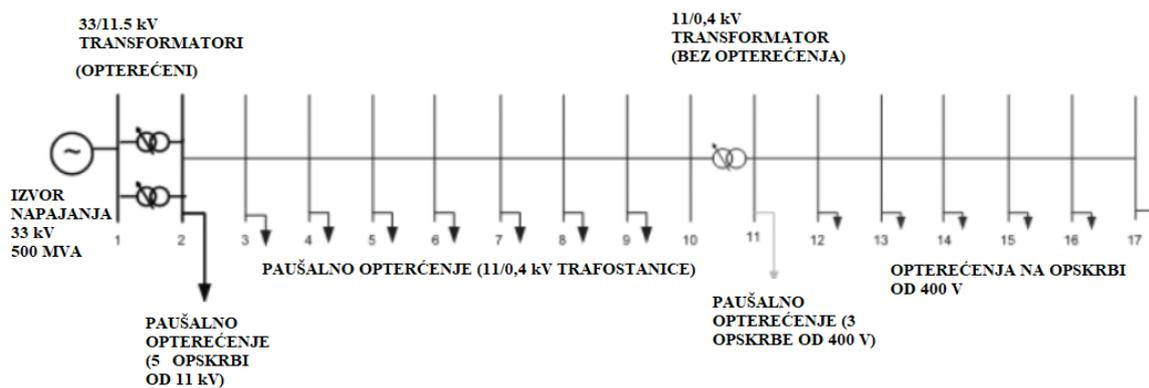 33/11.5 kV
TRANSFORMATORI
(OPTEREĆENI)
11/0,4 kV
TRANSFORMATOR
(BEZ OPTEREĆENJA)
~
IZVOR
NAPAJANJA
33 kV
500 MVA
1 2 3 4 5 6 7 8 9 10 11 12 13 14 15 16 17
PAUŠALNO OPTERĆENJE (11/0,4 kV TRAFOSTANICE)
OPTEREĆENJA NA OPSKRBI
OD 400 V
PAUŠALNO
OPTEREĆENJE
(5 OPSKRBI
OD 11 kV)
PAUŠALNO
OPTEREĆENJE (3
OPSKRBE OD 400 V)